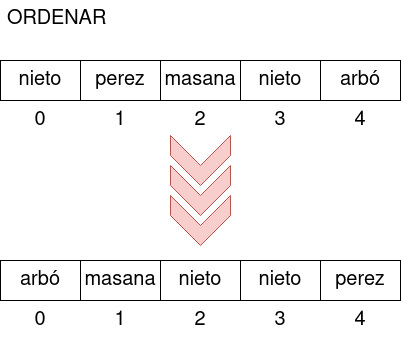 ORDENAR
nieto perez masana nieto arbó
0 1 2 3 4
arbó masana nieto nieto perez
0 1 2 3 4